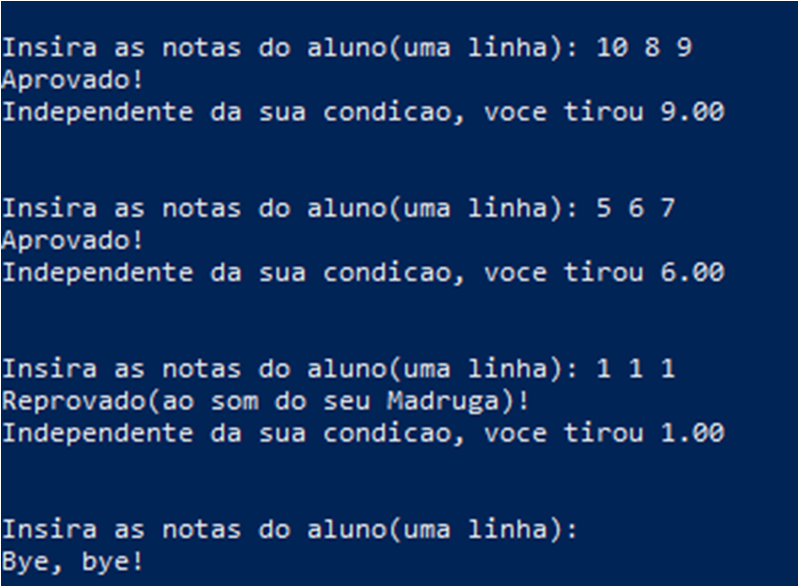 Insira as notas do aluno(uma linha): 10 8 9
Aprovado!
Independente da sua condicao, voce tirou 9.00
Insira as notas do aluno(uma linha): 5 6 7
Aprovado!
Independente da sua condicao, voce tirou 6.00
Insira as notas do aluno(uma linha): 1 1 1
Reprovado(ao som do seu Madruga)!
Independente da sua condicao, voce tirou 1.00
Insira as notas do aluno(uma linha):
Bye, bye!